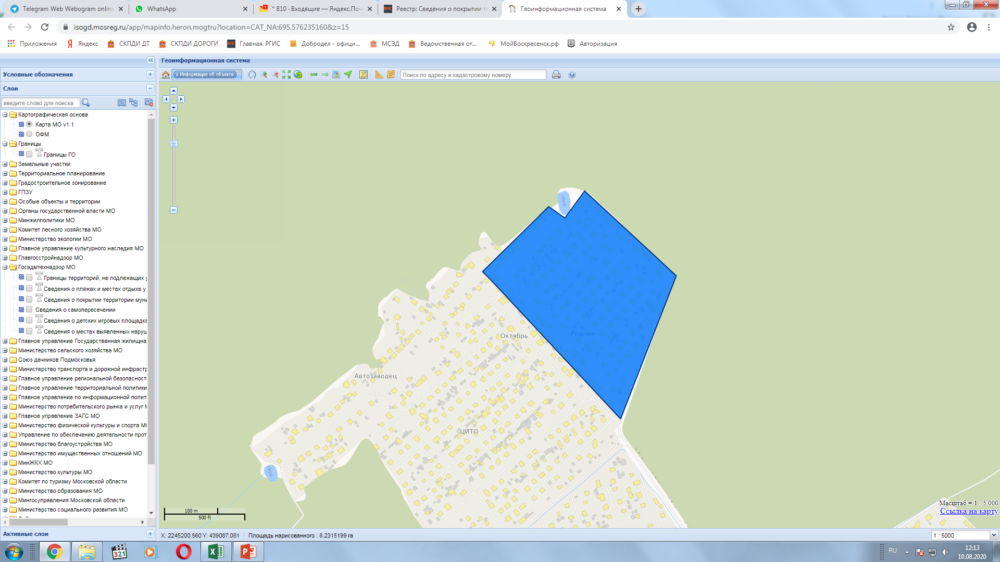 Telegram Web Webogram online
WhatsApp
* 810 · Входящие — Яндекс.Поч
Реестр: Сведения о покрытии т
Геоинформационная система
isogd.mosreg.ru/app/mapinfo.heron.mogtru?location=CAT_NA:695,576235160&z=15
Приложения
Яндекс
СКПДИ ДТ
СКПДИ ДОРОГИ
Главная. РГИС
Добродел - офици...
МСЭД
Ведомственная от...
МойВоскресенск.рф
Авторизация
Геоинформационная система
Условные обозначения
Информация об объекте
Поиск по адресу и кадастровому номеру
Слои
введите слово для поиска
Картографическая основа
Карта МО v1.1
ОФМ
Границы
Границы ГО
Земельные участки
Территориальное планирование
Градостроительное зонирование
ГПЗУ
Особые объекты и территории
Органы государственной власти МО
Минжилполитики МО
Комитет лесного хозяйства МО
Министерство экологии МО
Главное управление культурного наследия МО
Главгосстройнадзор МО
Госадмтехнадзор МО
Границы территорий, не подлежащих у
Сведения о пляжах и местах отдыха у
Сведения о покрытии территории муни
Сведения о самопересечении
Сведения о детских игровых площадка
Сведения о местах выявленных наруш
Главное управление Государственная жилищна
Министерство сельского хозяйства МО
Союз дачников Подмосковья
Министерство транспорта и дорожной инфрастр
Главное управление региональной безопасност
Главное управление территориальной политики
Главное управление по информационной полит
Министерство потребительского рынка и услуг М
Главное управление ЗАГС МО
Министерство физической культуры и спорта МО
Управление по обеспечению деятельности прот
Министерство благоустройства МО
Министерство имущественных отношений МО
МинЖКХ МО
Министерство культуры МО
Комитет по туризму Московской области
Министерство образования МО
Мингосуправления Московской области
Министерство социального развития МО
Активные слои
пруд
Октябрь
Родник
Автозаводец
ЦИТО
пруд
100 m
500 ft
Масштаб = 1 : 5 000
Ссылка на карту
X: 2245200.560 Y: 439087.081
Площадь нарисованного : 8.2315199 га
1 : 5000
321
RU
12:13
10.08.2020